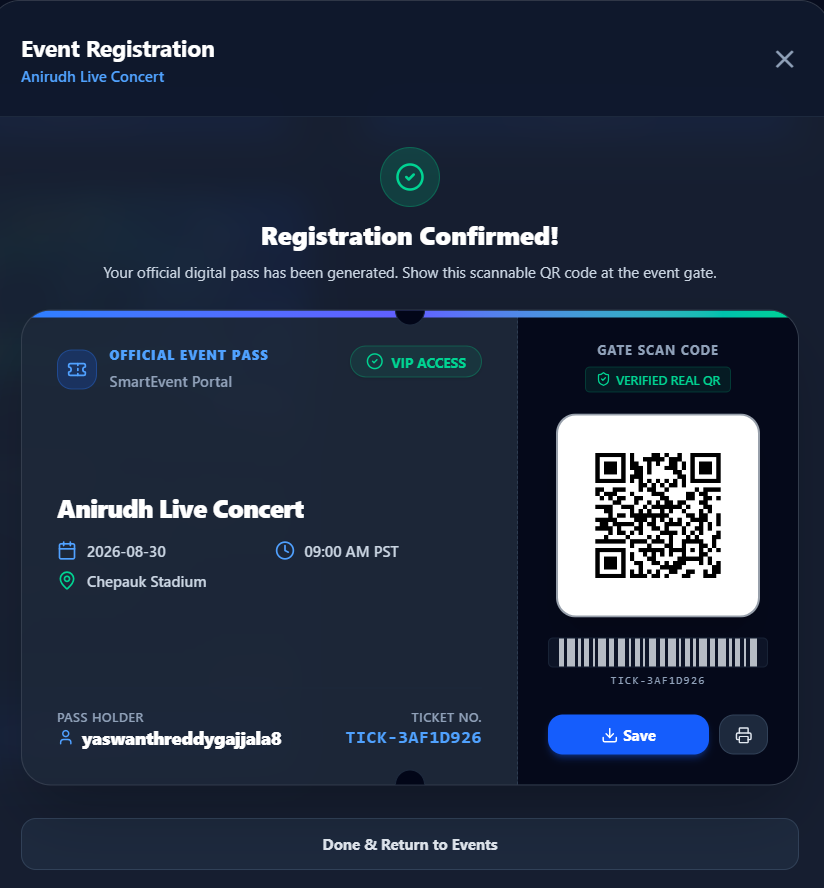 Event Registration
Anirudh Live Concert
Registration Confirmed!
Your official digital pass has been generated. Show this scannable QR code at the event gate.
OFFICIAL EVENT PASS
SmartEvent Portal
VIP ACCESS
Anirudh Live Concert
2026-08-30
09:00 AM PST
Chepauk Stadium
PASS HOLDER
yaswanthreddygajjala8
TICKET NO.
TICK-3AF1D926
GATE SCAN CODE
VERIFIED REAL QR
TICK-3AF1D926
Save
Done & Return to Events